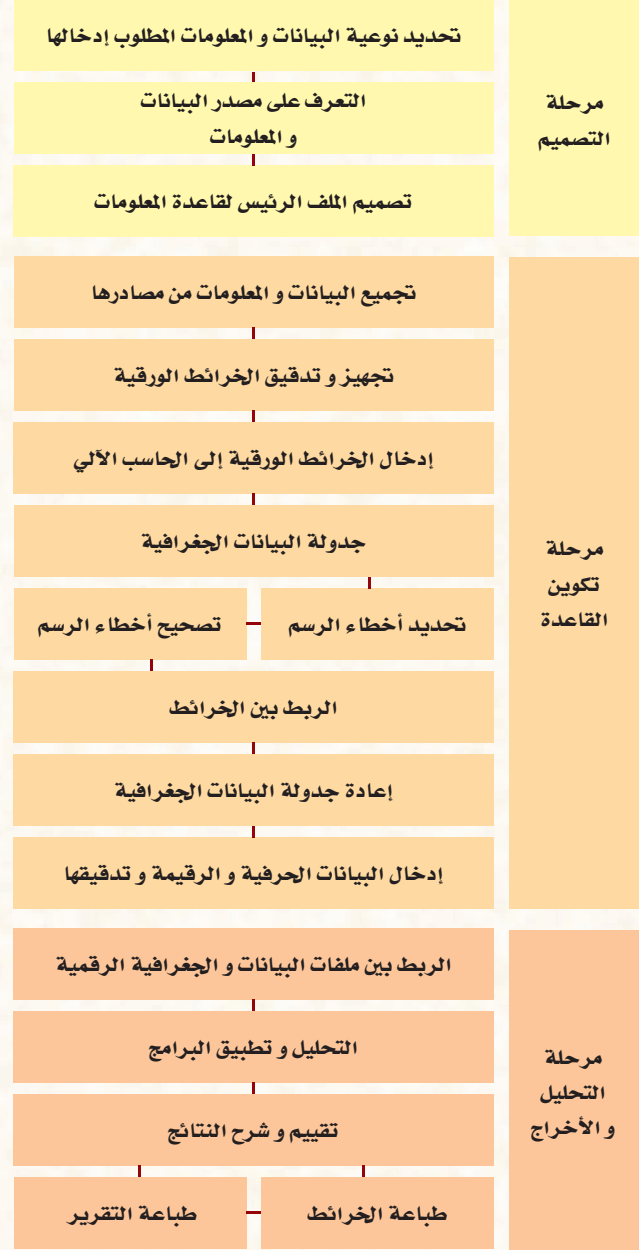 مرحلة
التصميم
تحديد نوعية البيانات و المعلومات المطلوب إدخالها
التعرف على مصدر البيانات
و المعلومات
تصميم الملف الرئيس لقاعدة المعلومات
مرحلة
تكوين
القاعدة
تجميع البيانات و المعلومات من مصادرها
تجهيز و تدقيق الخرائط الورقية
إدخال الخرائط الورقية إلى الحاسب الآلي
جدولة البيانات الجغرافية
تحديد أخطاء الرسم
تصحيح أخطاء الرسم
الربط بين الخرائط
إعادة جدولة البيانات الجغرافية
إدخال البيانات الحرفية و الرقيمة و تدقيقها
مرحلة
التحليل
و الأخراج
الربط بين ملفات البيانات و الجغرافية الرقمية
التحليل و تطبيق البرامج
تقييم و شرح النتائج
طباعة الخرائط
طباعة التقرير